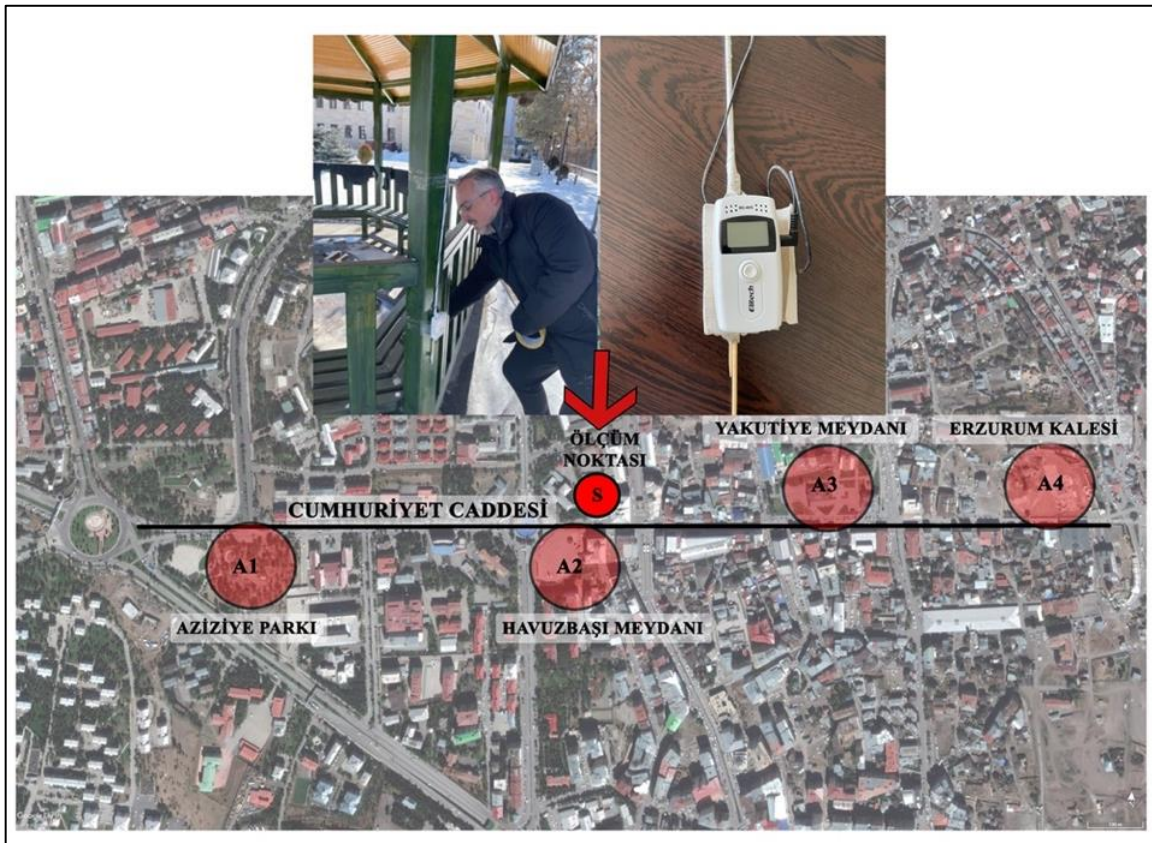 Elitech
ÖLÇÜM
NOKTASI
S
YAKUTİYE MEYDANI
ERZURUM KALESİ
A3
A4
CUMHURİYET CADDESİ
A1
A2
AZİZİYE PARKI
HAVUZBAŞI MEYDANI